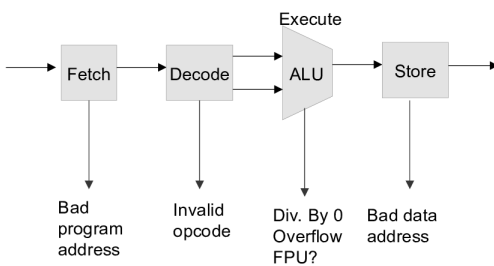 Execute
Fetch
Decode
ALU
Store
Bad
program
address
Invalid
opcode
Div. By 0
Overflow
FPU?
Bad data
address